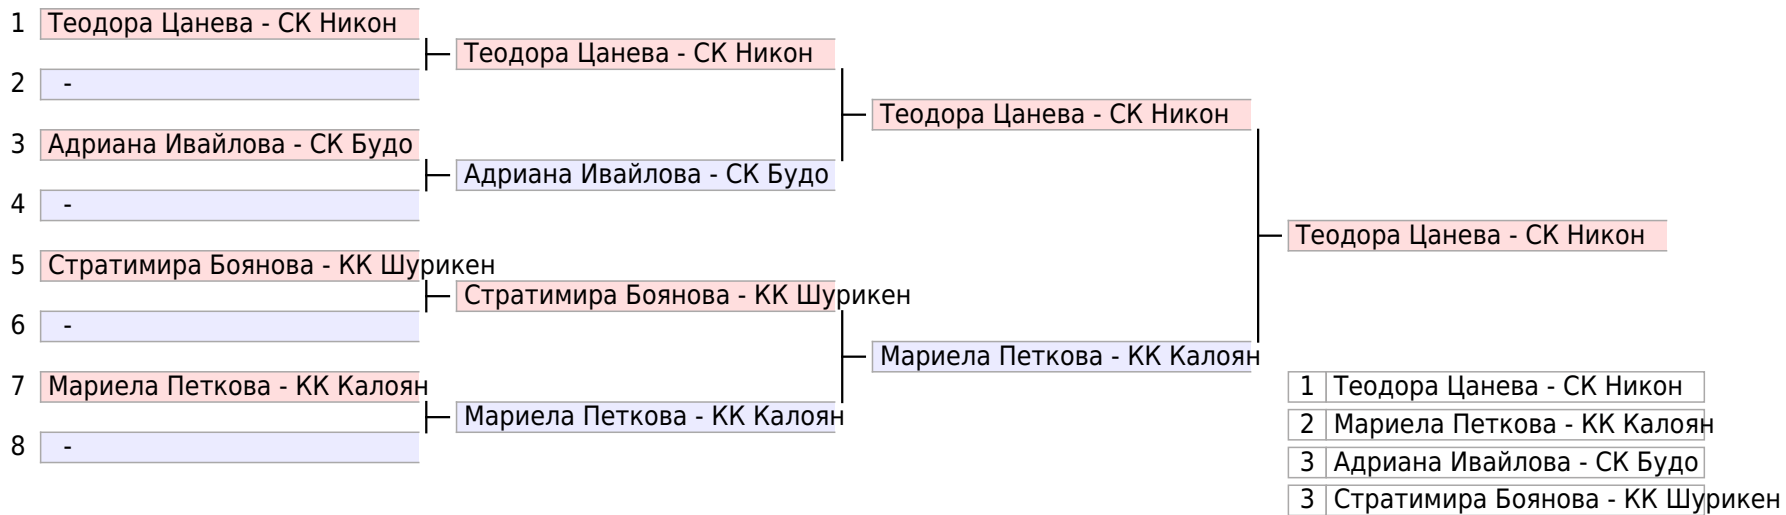 1 Теодора Цанева - СК Никон
2 -
3 Адриана Ивайлова - СК Будо
4 -
5 Стратимира Боянова - КК Шурикен
6 -
7 Мариела Петкова - КК Калоян
8 -
Теодора Цанева - СК Никон
Адриана Ивайлова - СК Будо
Стратимира Боянова - КК Шурикен
Мариела Петкова - КК Калоян
Теодора Цанева - СК Никон
Мариела Петкова - КК Калоян
Теодора Цанева - СК Никон
1 Теодора Цанева - СК Никон
2 Мариела Петкова - КК Калоян
3 Адриана Ивайлова - СК Будо
3 Стратимира Боянова - КК Шурикен